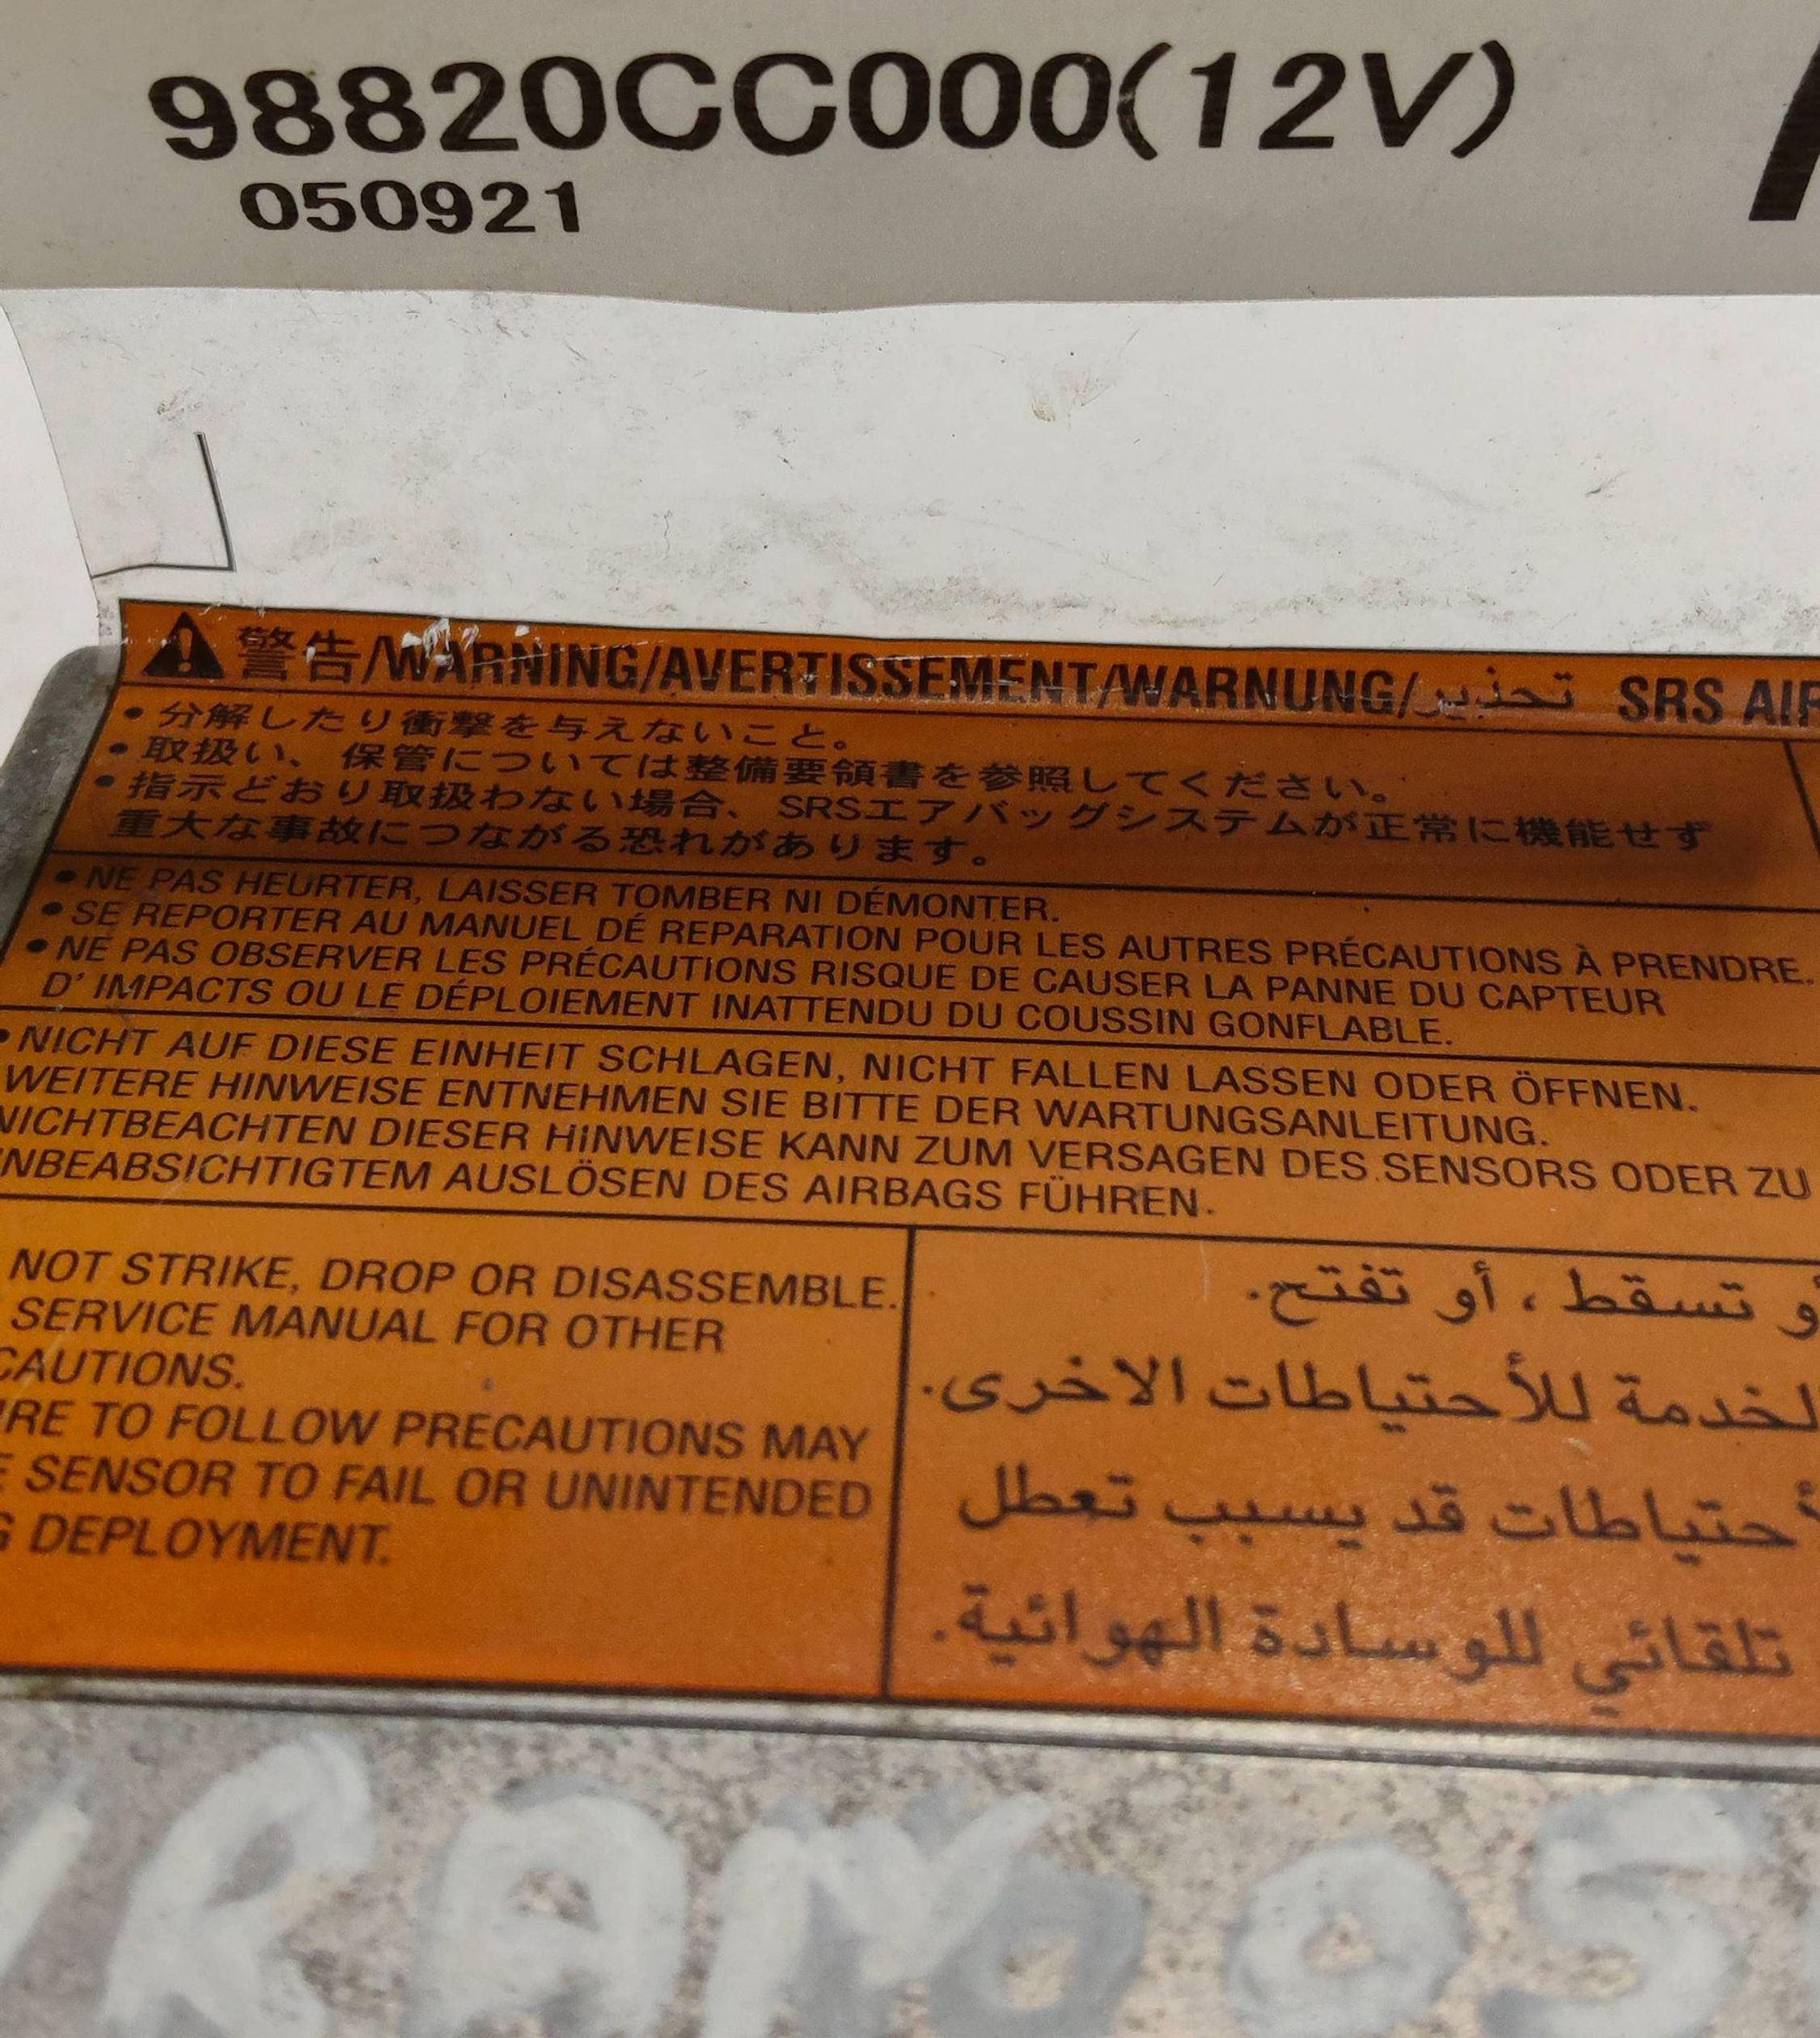 98820CC000(12V)
050921
警告/WARNING/AVERTISSEMENT/WARNUNG/تحذير SRS AIR
• 分解したり衝撃を与えないこと。
• 取扱い、保管については整備要領書を参照してください。
• 指示どおり取扱わない場合、SRSエアバッグシステムが正常に機能せず
重大な事故につながる恐れがあります。
• NE PAS HEURTER, LAISSER TOMBER NI DÉMONTER.
• SE REPORTER AU MANUEL DÉ REPARATION POUR LES AUTRES PRÉCAUTIONS À PRENDRE.
• NE PAS OBSERVER LES PRÉCAUTIONS RISQUE DE CAUSER LA PANNE DU CAPTEUR
D' IMPACTS OU LE DÉPLOIEMENT INATTENDU DU COUSSIN GONFLABLE.
• NICHT AUF DIESE EINHEIT SCHLAGEN, NICHT FALLEN LASSEN ODER ÖFFNEN.
WEITERE HINWEISE ENTNEHMEN SIE BITTE DER WARTUNGSANLEITUNG.
NICHTBEACHTEN DIESER HINWEISE KANN ZUM VERSAGEN DES SENSORS ODER ZU
NBEABSICHTIGTEM AUSLÖSEN DES AIRBAGS FÜHREN.
NOT STRIKE, DROP OR DISASSEMBLE.
SERVICE MANUAL FOR OTHER
CAUTIONS.
RE TO FOLLOW PRECAUTIONS MAY
E SENSOR TO FAIL OR UNINTENDED
G DEPLOYMENT.
و تسقط ، أو تفتح.
لخدمة للأحتياطات الاخرى.
أحتياطات قد يسبب تعطل
تلقائي للوسادة الهوائية.